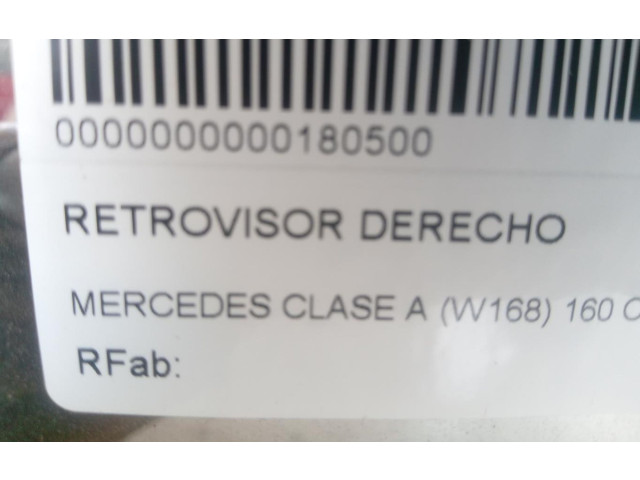 0000000000180500
RETROVISOR DERECHO
MERCEDES CLASE A (W168) 160 C
RFab: